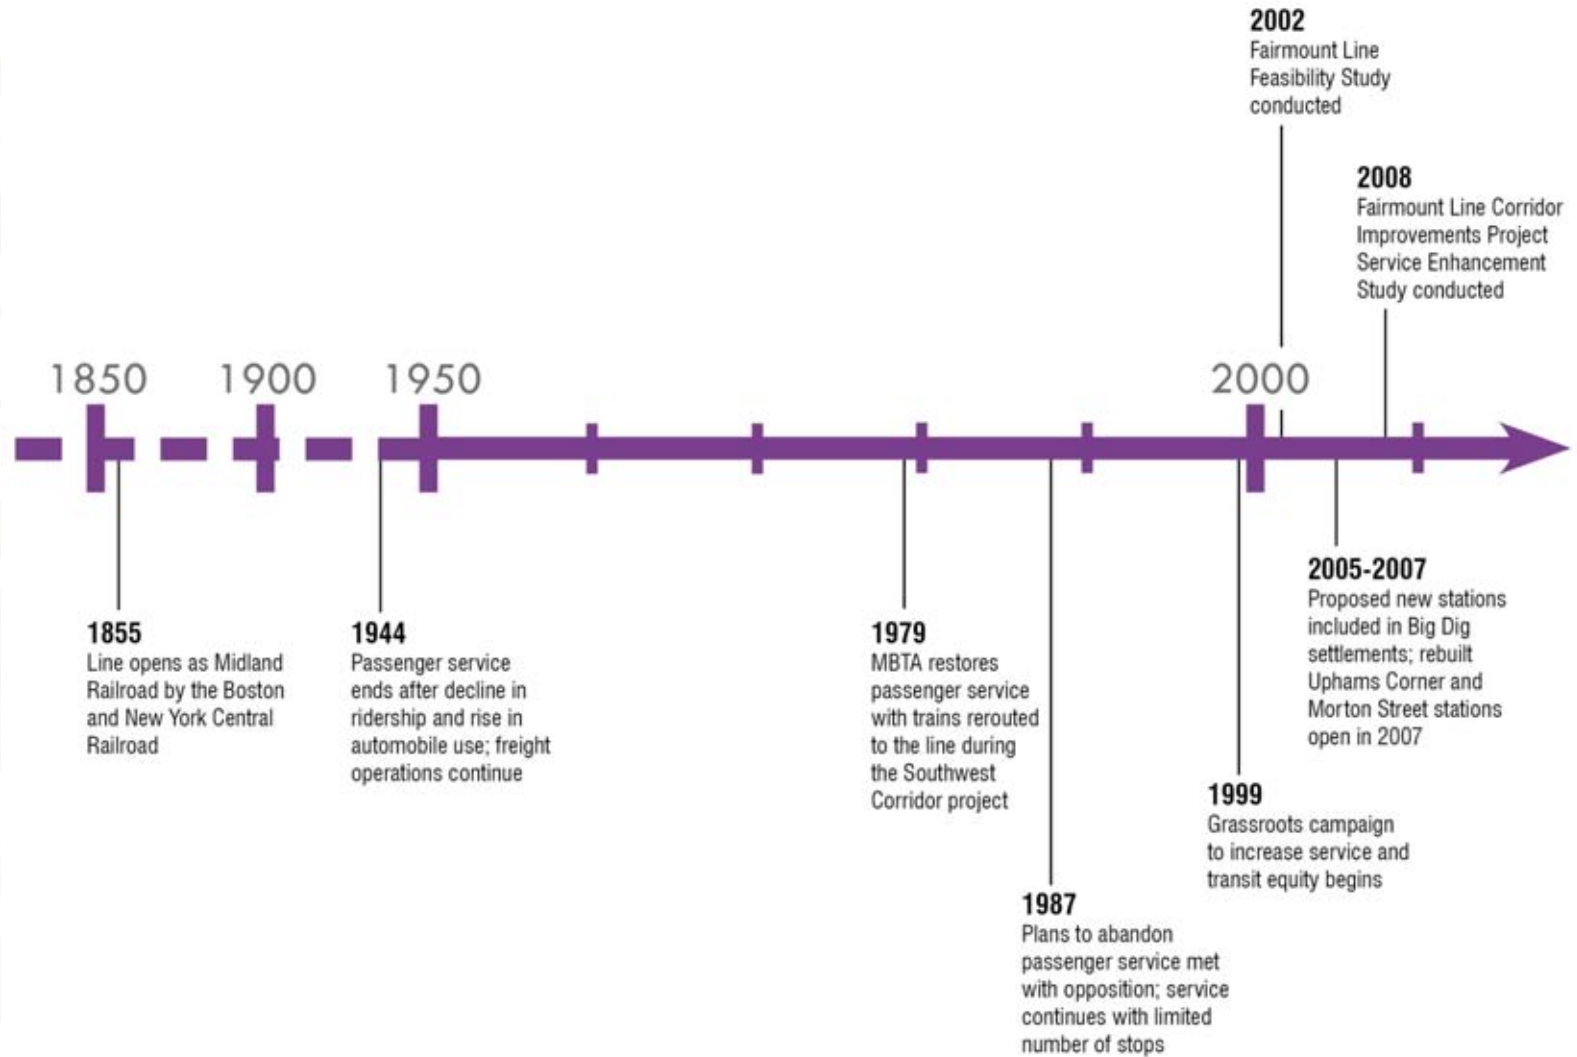 2002
Fairmount Line
Feasibility Study
conducted
2008
Fairmount Line Corridor
Improvements Project
Service Enhancement
Study conducted
1850
1900
1950
2000
1855
Line opens as Midland
Railroad by the Boston
and New York Central
Railroad
1944
Passenger service
ends after decline in
ridership and rise in
automobile use; freight
operations continue
1979
MBTA restores
passenger service
with trains rerouted
to the line during
the Southwest
Corridor project
1987
Plans to abandon
passenger service met
with opposition; service
continues with limited
number of stops
1999
Grassroots campaign
to increase service and
transit equity begins
2005-2007
Proposed new stations
included in Big Dig
settlements; rebuilt
Uphams Corner and
Morton Street stations
open in 2007